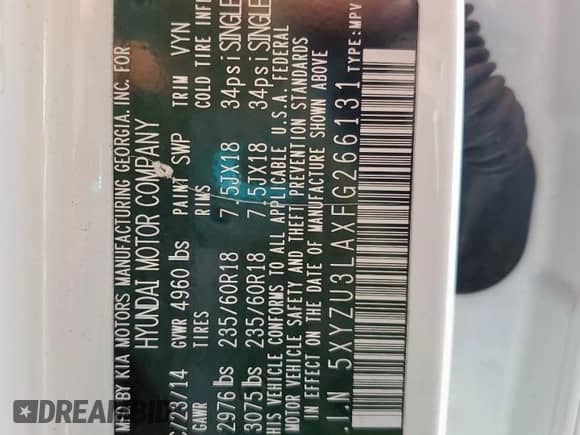 BY KIA MOTORS MANUFACTURING GEORGIA, INC. FOR
HYUNDAI MOTOR COMPANY
/23/14 GVWR 4960 lbs PAINT SWP TRIM VYN
GAWR TIRES RIMS COLD TIRE INF
2976 lbs 235/60R18 7.5JX18 34psi SINGLE
3075 lbs 235/60R18 7.5JX18 34psi SINGLE
THIS VEHICLE CONFORMS TO ALL APPLICABLE U.S.A. FEDERAL
MOTOR VEHICLE SAFETY AND THEFT PREVENTION STANDARDS
IN EFFECT ON THE DATE OF MANUFACTURE SHOWN ABOVE
5XYZU3LAXFG266131
TYPE:MPV
DREAMBID